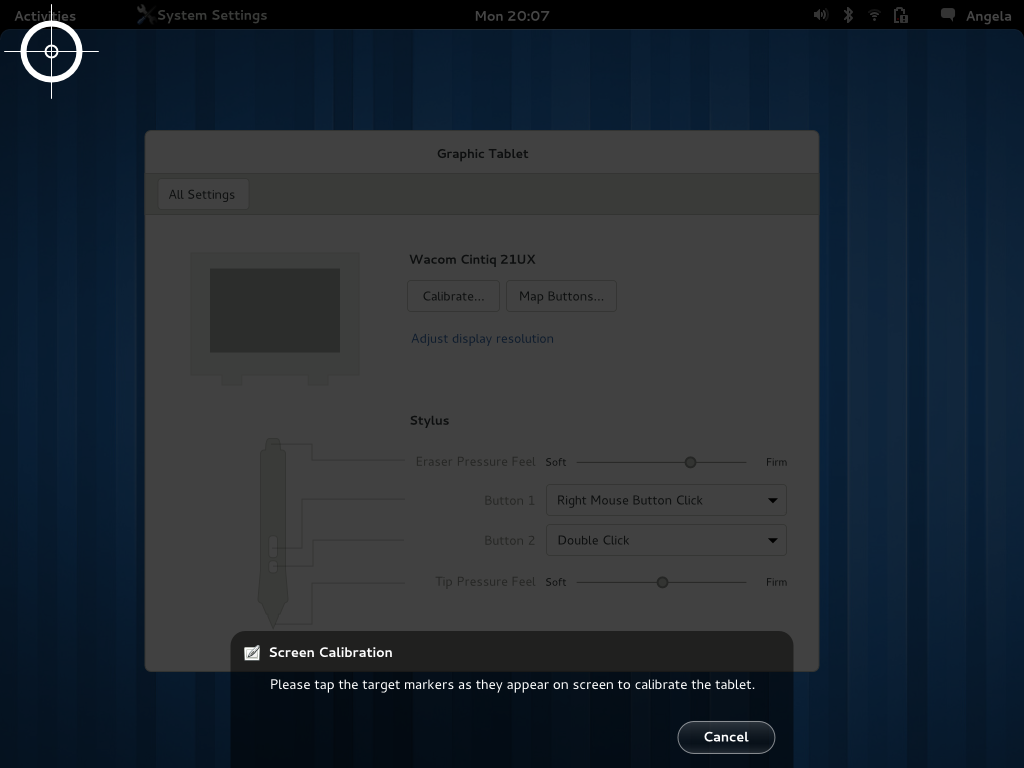 Activities System Settings Mon 20:07 Angela
Graphic Tablet
All Settings
Wacom Cintiq 21UX
Calibrate... Map Buttons...
Adjust display resolution
Stylus
Eraser Pressure Feel Soft Firm
Button 1 Right Mouse Button Click
Button 2 Double Click
Tip Pressure Feel Soft Firm
Screen Calibration
Please tap the target markers as they appear on screen to calibrate the tablet.
Cancel